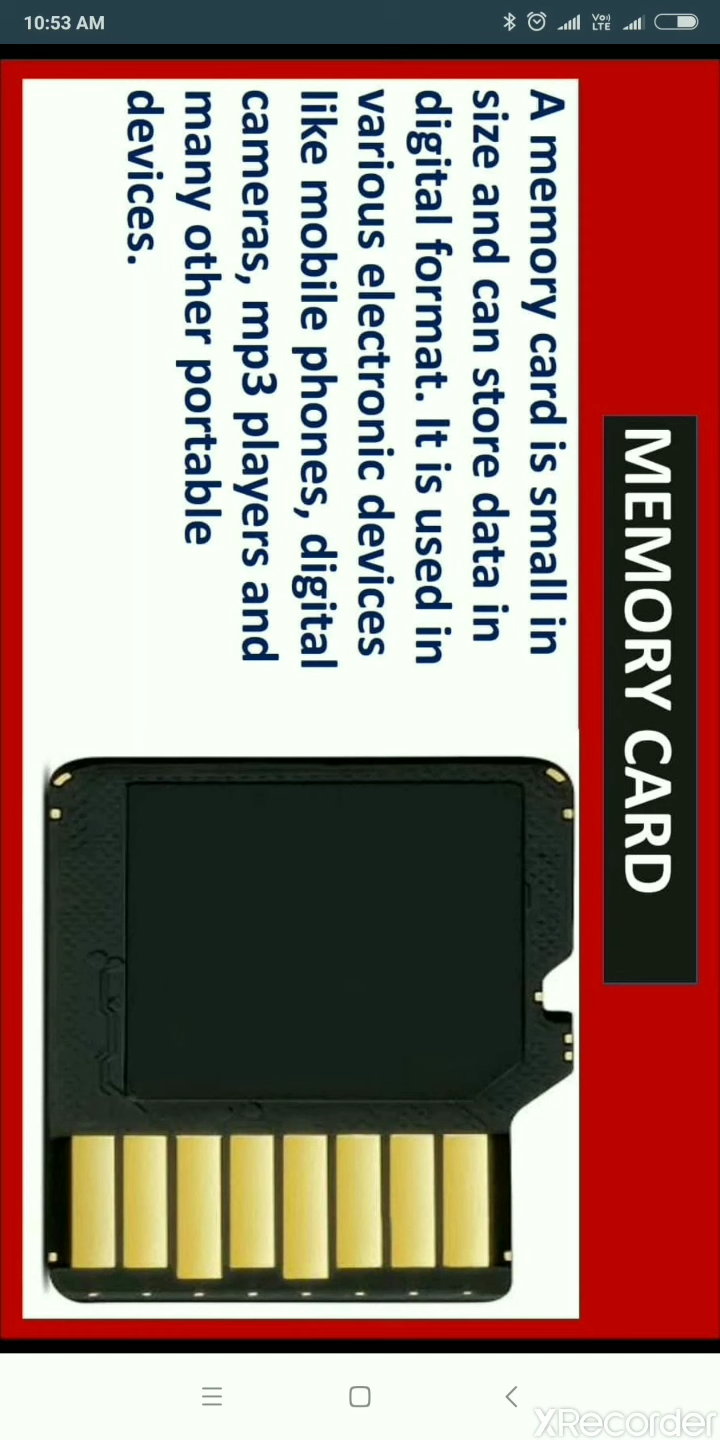 10:53 AM
Vo))
LTE
MEMORY CARD
A memory card is small in
size and can store data in
digital format. It is used in
various electronic devices
like mobile phones, digital
cameras, mp3 players and
many other portable
devices.
XRecorder